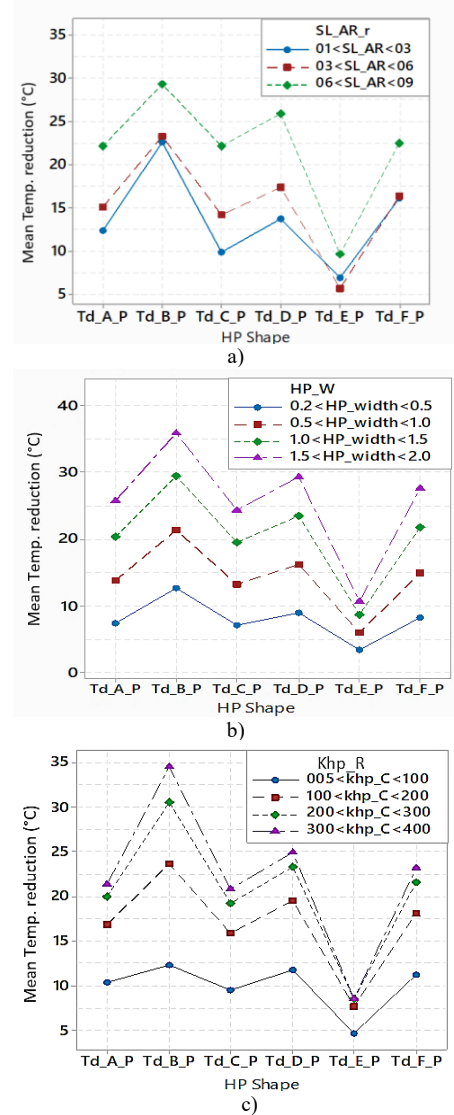 SL_AR_r
01<SL_AR<03
03<SL_AR<06
06<SL_AR<09
Mean Temp. reduction (°C)
35
30
25
20
15
10
5
Td_A_P Td_B_P Td_C_P Td_D_P Td_E_P Td_F_P
HP Shape
a)
HP_W
0.2<HP_width<0.5
0.5<HP_width<1.0
1.0<HP_width<1.5
1.5<HP_width<2.0
Mean Temp. reduction (°C)
40
30
20
10
0
Td_A_P Td_B_P Td_C_P Td_D_P Td_E_P Td_F_P
HP Shape
b)
Khp_R
005<khp_C<100
100<khp_C<200
200<khp_C<300
300<khp_C<400
Mean Temp. reduction (°C)
35
30
25
20
15
10
5
Td_A_P Td_B_P Td_C_P Td_D_P Td_E_P Td_F_P
HP Shape
c)